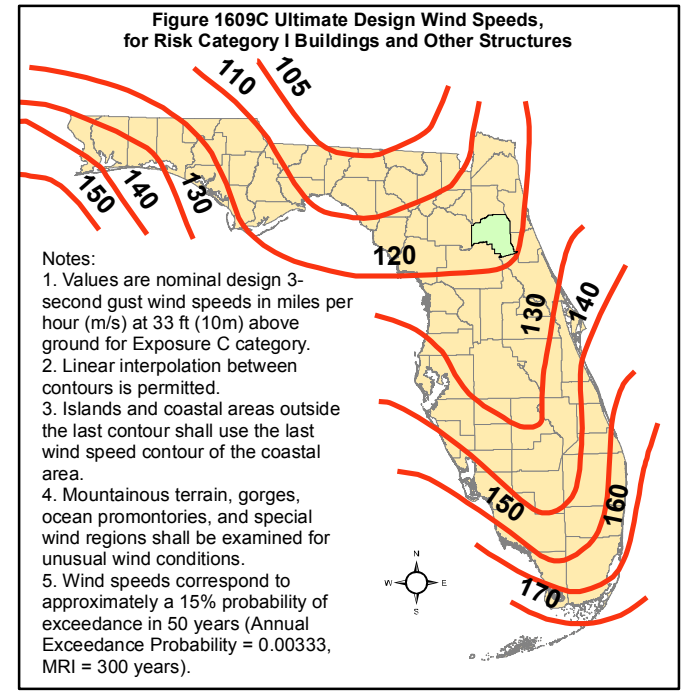 Figure 1609C Ultimate Design Wind Speeds,
for Risk Category I Buildings and Other Structures
105
110
150
140
130
120
130
140
150
160
170
N
W E
S
Notes:
1. Values are nominal design 3-
second gust wind speeds in miles per
hour (m/s) at 33 ft (10m) above
ground for Exposure C category.
2. Linear interpolation between
contours is permitted.
3. Islands and coastal areas outside
the last contour shall use the last
wind speed contour of the coastal
area.
4. Mountainous terrain, gorges,
ocean promontories, and special
wind regions shall be examined for
unusual wind conditions.
5. Wind speeds correspond to
approximately a 15% probability of
exceedance in 50 years (Annual
Exceedance Probability = 0.00333,
MRI = 300 years).